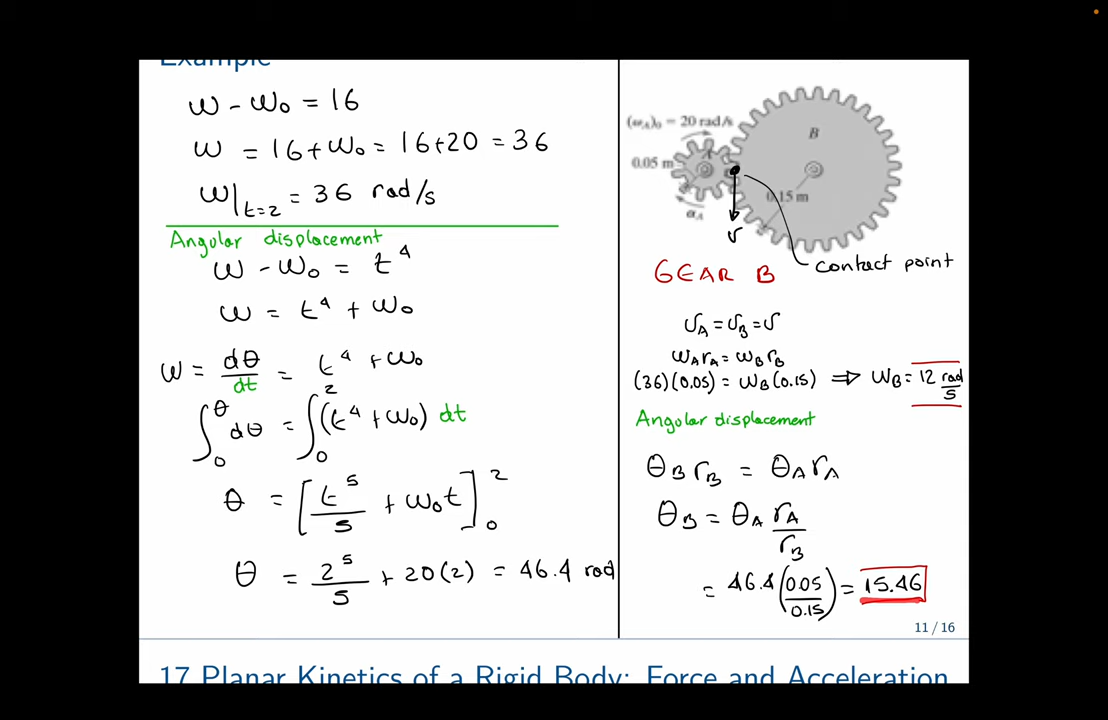 Example
ω - ω₀ = 16
ω = 16+ω₀ = 16+20 = 36
ω|t=2 = 36 rad/s
Angular displacement
ω - ω₀ = t⁴
ω = t⁴ + ω₀
ω = dθ/dt = t⁴ + ω₀
∫₀^θ dθ = ∫₀² (t⁴ + ω₀) dt
θ = [t⁵/5 + ω₀t]₀²
θ = 2⁵/5 + 20(2) = 46.4 rad
(ωA)₀ = 20 rad/s
B
A
0.05 m
0.15 m
αA
v
contact point
GEAR B
vA = vB = v
ωA rA = ωB rB
(36)(0.05) = ωB(0.15) ⇒ ωB = 12 rad/s
Angular displacement
θB rB = θA rA
θB = θA rA/rB
= 46.4(0.05/0.15) = 15.46
11 / 16
17 Planar Kinetics of a Rigid Body: Force and Acceleration